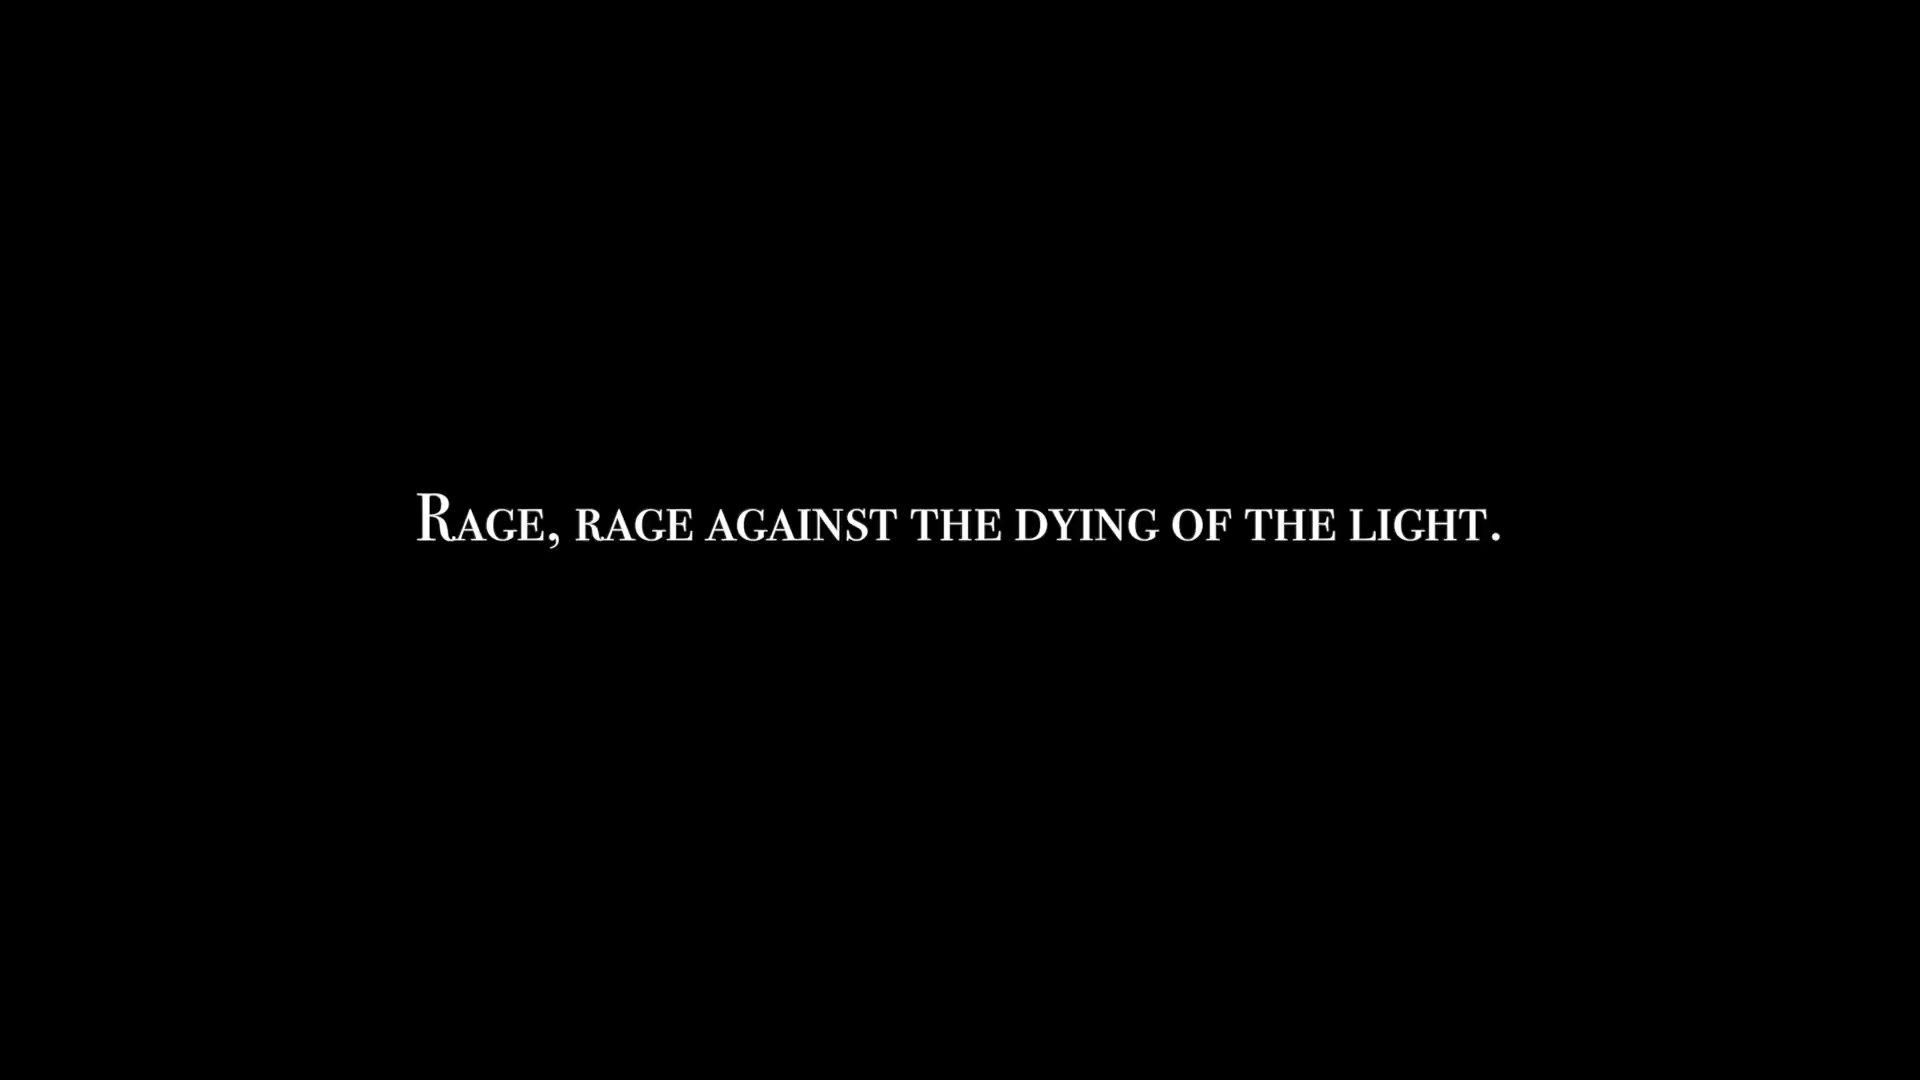 Rage, rage against the dying of the light.